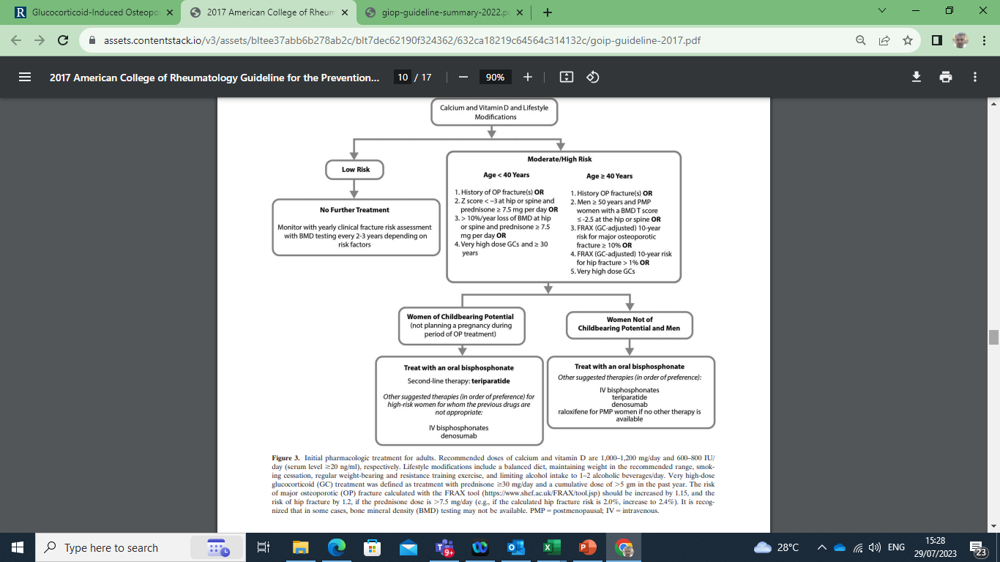 Glucocorticoid-Induced Osteopo
2017 American College of Rheum
giop-guideline-summary-2022.p
assets.contentstack.io/v3/assets/bltee37abb6b278ab2c/blt7dec62190f324362/632ca18219c64564c314132c/goip-guideline-2017.pdf
2017 American College of Rheumatology Guideline for the Prevention...
10 / 17
90%
Calcium and Vitamin D and Lifestyle
Modifications
Low Risk
No Further Treatment
Monitor with yearly clinical fracture risk assessment
with BMD testing every 2-3 years depending on
risk factors
Moderate/High Risk
Age < 40 Years
1. History of OP fracture(s) OR
2. Z score < −3 at hip or spine and
prednisone ≥ 7.5 mg per day OR
3. > 10%/year loss of BMD at hip
or spine and prednisone ≥ 7.5
mg per day OR
4. Very high dose GCs and ≥ 30
years
Age ≥ 40 Years
1. History OP fracture(s) OR
2. Men ≥ 50 years and PMP
women with a BMD T score
≤ -2.5 at the hip or spine OR
3. FRAX (GC-adjusted) 10-year
risk for major osteoporotic
fracture ≥ 10% OR
4. FRAX (GC-adjusted) 10-year risk
for hip fracture > 1% OR
5. Very high dose GCs
Women of Childbearing Potential
(not planning a pregnancy during
period of OP treatment)
Women Not of
Childbearing Potential and Men
Treat with an oral bisphosphonate
Second-line therapy: teriparatide
Other suggested therapies (in order of preference) for
high-risk women for whom the previous drugs are
not appropriate:
IV bisphosphonates
denosumab
Treat with an oral bisphosphonate
Other suggested therapies (in order of preference):
IV bisphosphonates
teriparatide
denosumab
raloxifene for PMP women if no other therapy is
available
Figure 3. Initial pharmacologic treatment for adults. Recommended doses of calcium and vitamin D are 1,000–1,200 mg/day and 600–800 IU/
day (serum level ≥20 ng/ml), respectively. Lifestyle modifications include a balanced diet, maintaining weight in the recommended range, smok-
ing cessation, regular weight-bearing and resistance training exercise, and limiting alcohol intake to 1–2 alcoholic beverages/day. Very high-dose
glucocorticoid (GC) treatment was defined as treatment with prednisone ≥30 mg/day and a cumulative dose of >5 gm in the past year. The risk
of major osteoporotic (OP) fracture calculated with the FRAX tool (https://www.shef.ac.uk/FRAX/tool.jsp) should be increased by 1.15, and the
risk of hip fracture by 1.2, if the prednisone dose is >7.5 mg/day (e.g., if the calculated hip fracture risk is 2.0%, increase to 2.4%). It is recog-
nized that in some cases, bone mineral density (BMD) testing may not be available. PMP = postmenopausal; IV = intravenous.
Type here to search
9+
28°C
ENG
15:28
29/07/2023
23